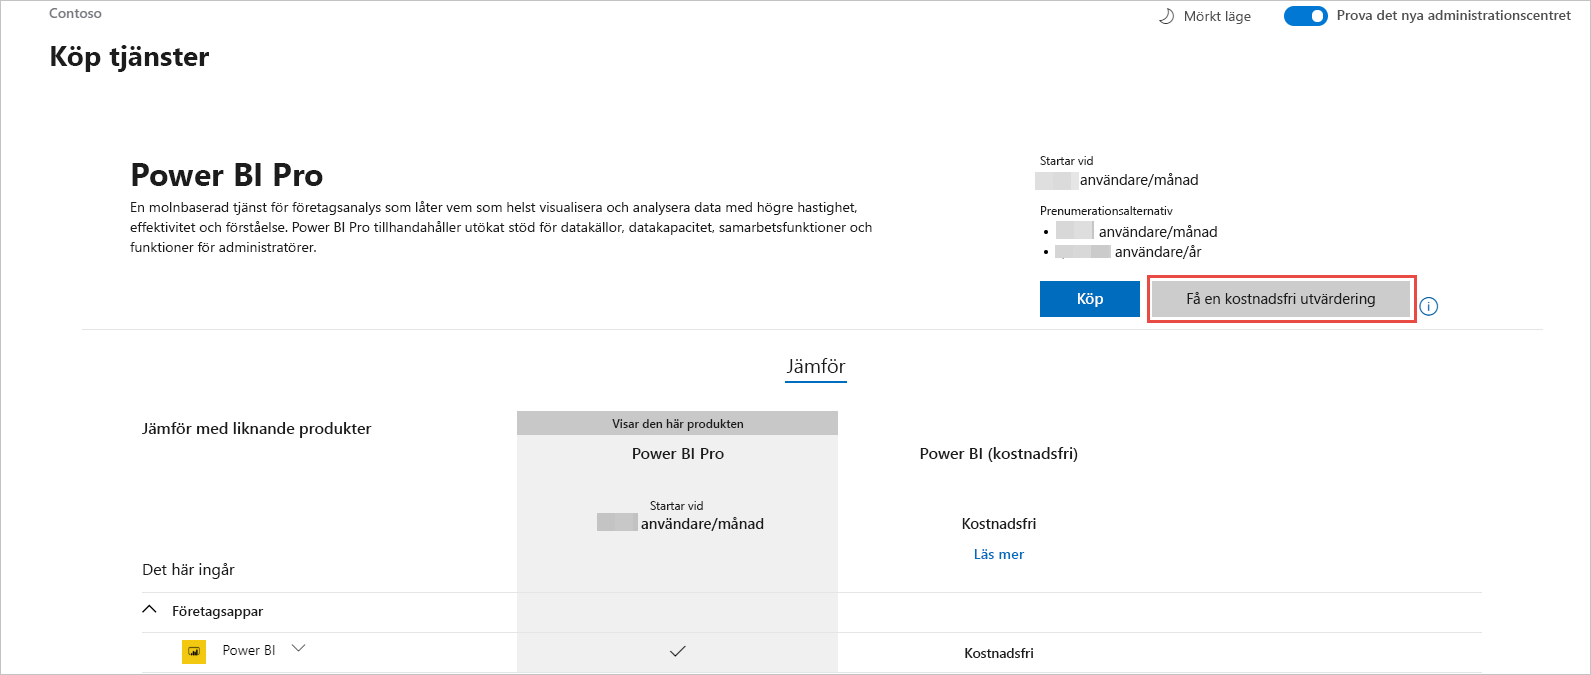 Contoso
Mörkt läge
Prova det nya administrationscentret
Köp tjänster
Power BI Pro
En molnbaserad tjänst för företagsanalys som låter vem som helst visualisera och analysera data med högre hastighet,
effektivitet och förståelse. Power BI Pro tillhandahåller utökat stöd för datakällor, datakapacitet, samarbetsfunktioner och
funktioner för administratörer.
Startar vid
användare/månad
Prenumerationsalternativ
• användare/månad
• användare/år
Köp
Få en kostnadsfri utvärdering
Jämför
Jämför med liknande produkter
Visar den här produkten
Power BI Pro
Power BI (kostnadsfri)
Startar vid
användare/månad
Kostnadsfri
Läs mer
Det här ingår
Företagsappar
Power BI
Kostnadsfri